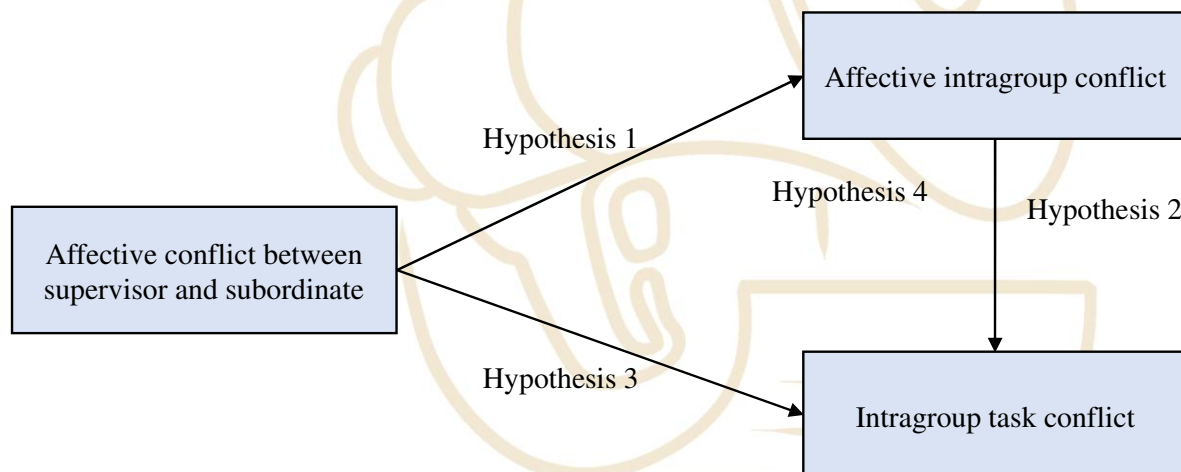 Affective intragroup conflict
Hypothesis 1
Hypothesis 4
Hypothesis 2
Affective conflict between
supervisor and subordinate
Hypothesis 3
Intragroup task conflict